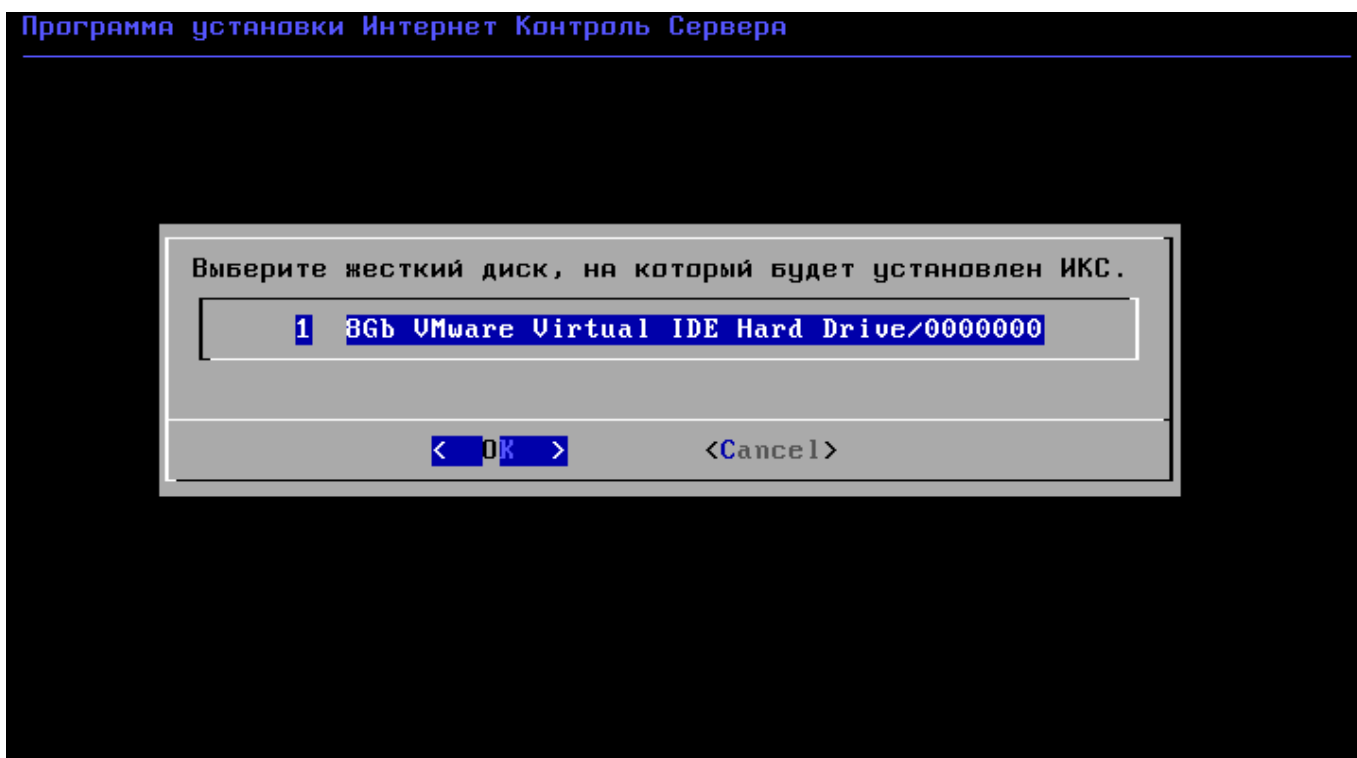 Программа установки Интернет Контроль Сервера
Выберите жесткий диск, на который будет установлен ИКС.
1 8Gb VMware Virtual IDE Hard Drive/0000000
< OK > <Cancel>